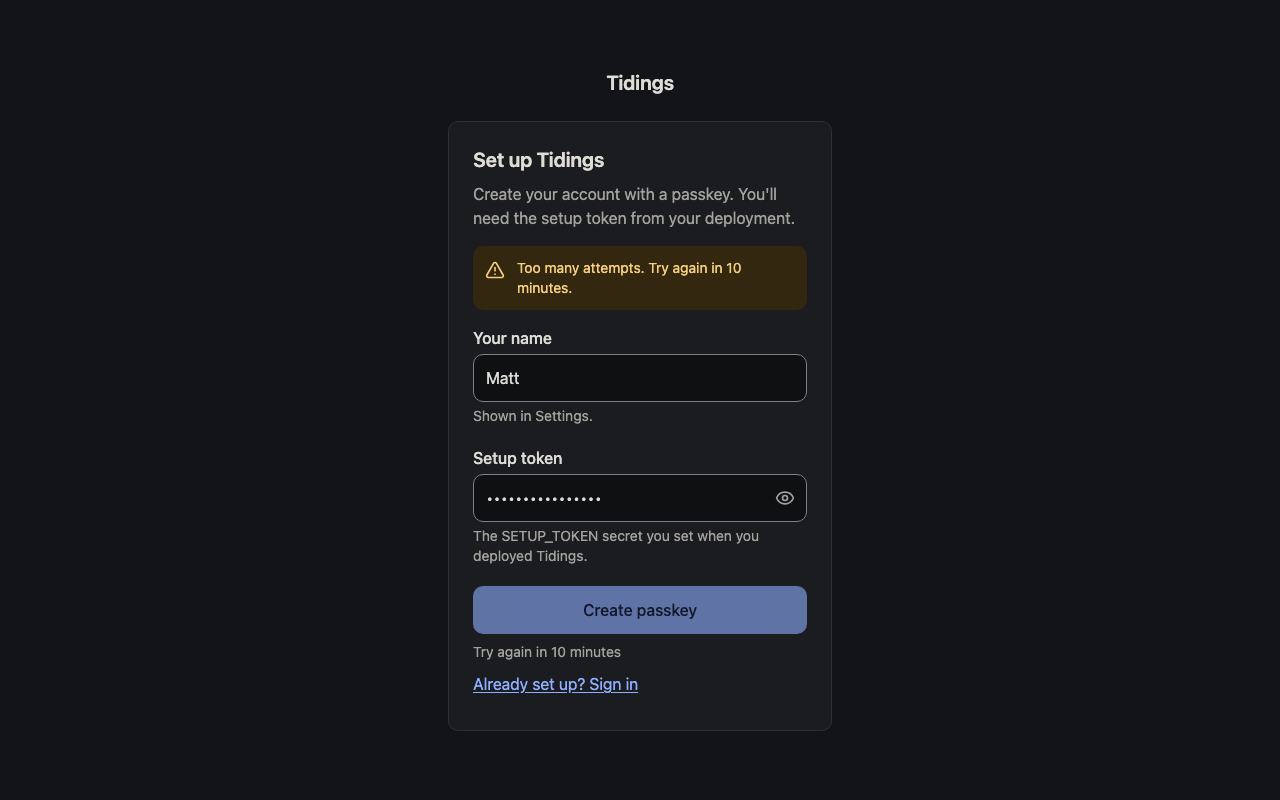 Tidings
Set up Tidings
Create your account with a passkey. You'll
need the setup token from your deployment.
Too many attempts. Try again in 10
minutes.
Your name
Matt
Shown in Settings.
Setup token
••••••••••••••••
The SETUP_TOKEN secret you set when you
deployed Tidings.
Create passkey
Try again in 10 minutes
Already set up? Sign in